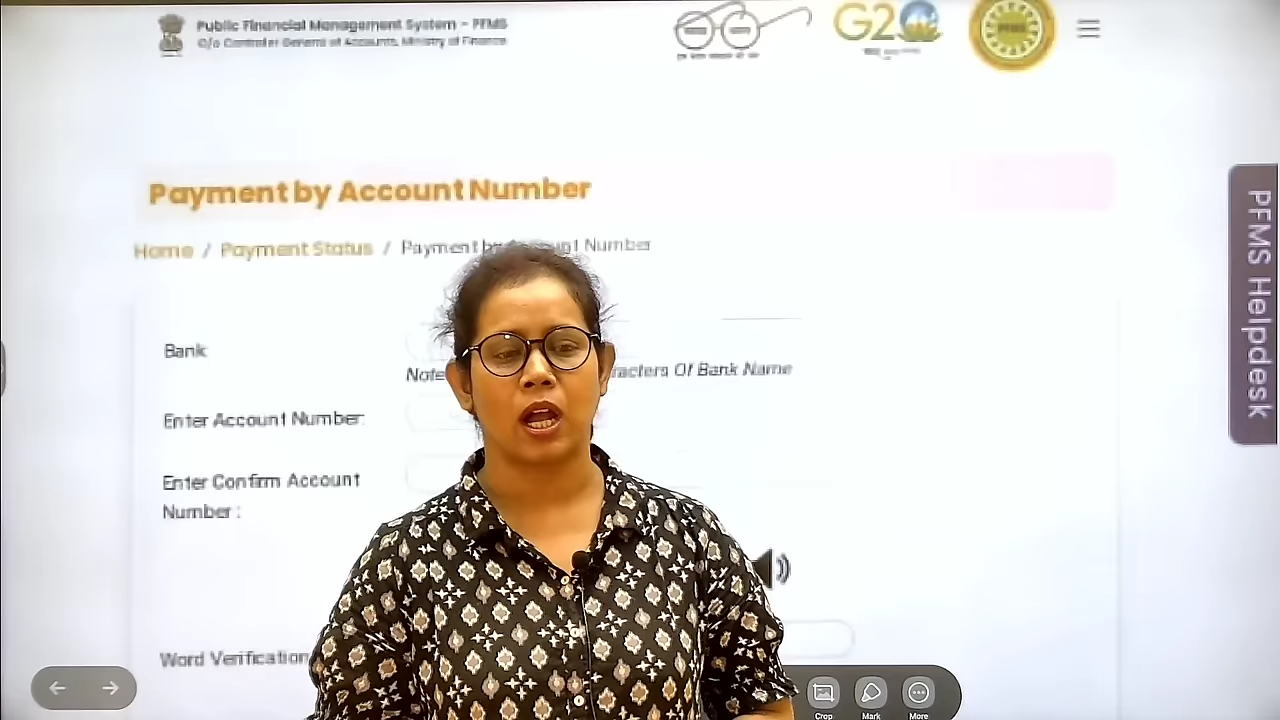 Public Financial Management System - PFMS
O/o Controller General of Accounts, Ministry of Finance
G20
Payment by Account Number
Home / Payment Status / Payment by Account Number
Bank
Note acters Of Bank Name
Enter Account Number:
Enter Confirm Account
Number :
Word Verification
PFMS Helpdesk
Crop
Mark
More